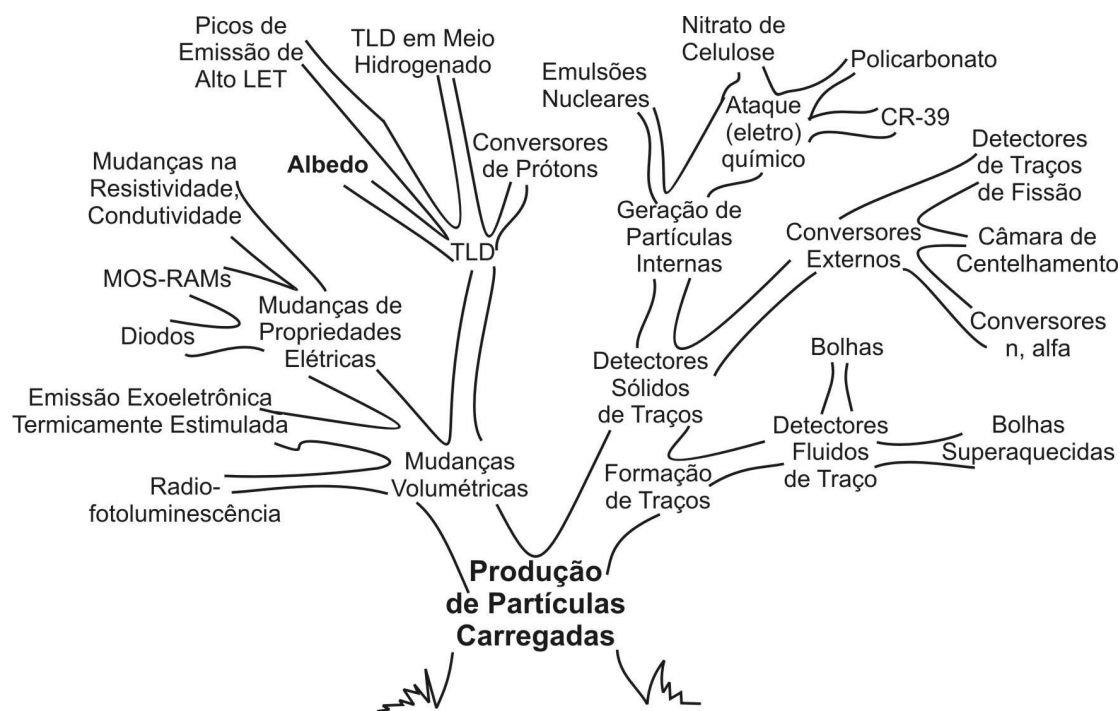 Picos de
Emissão de
Alto LET
TLD em Meio
Hidrogenado
Nitrato de
Celulose
Emulsões
Nucleares
Policarbonato
Ataque
(eletro)
químico
CR-39
Albedo
Conversores
de Prótons
Detectores
de Traços
de Fissão
Mudanças na
Resistividade,
Condutividade
TLD
Geração de
Partículas
Internas
Conversores
Externos
Câmara de
Centelhamento
MOS-RAMs
Diodos
Mudanças de
Propriedades
Elétricas
Conversores
n, alfa
Detectores
Sólidos
de Traços
Bolhas
Emissão Exoeletrônica
Termicamente Estimulada
Detectores
Fluidos
de Traço
Bolhas
Superaquecidas
Radio-
fotoluminescência
Mudanças
Volumétricas
Formação
de Traços
Produção
de Partículas
Carregadas